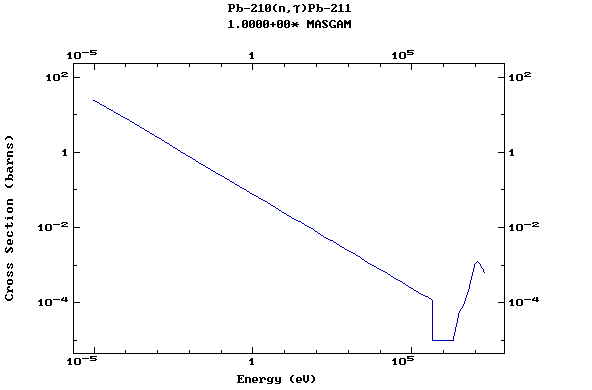 Pb-210(n,γ)Pb-211
1.0000+00* MASGAM
10⁻⁵ 1 10⁵
10² 10²
1 1
10⁻² 10⁻²
10⁻⁴ 10⁻⁴
10⁻⁵ 1 10⁵
Cross Section (barns)
Energy (eV)